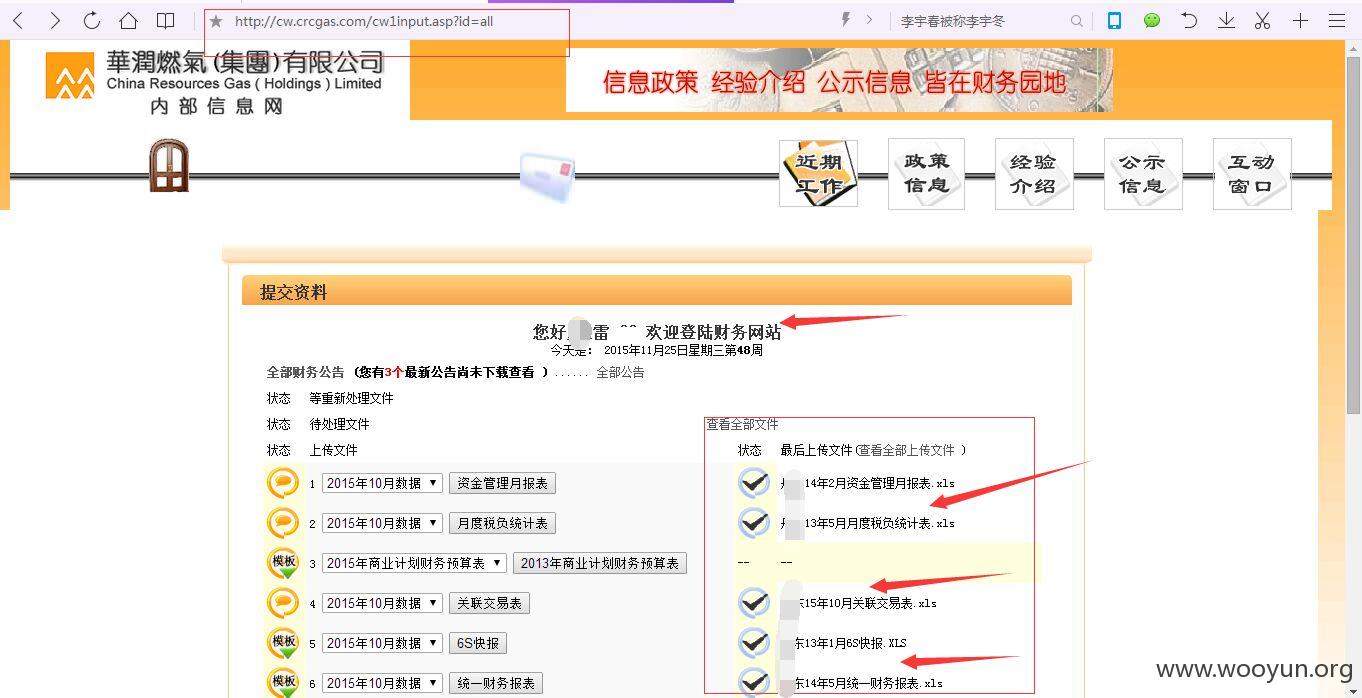 http://cw.crcgas.com/cw1input.asp?id=all
李宇春被称李宇冬
華潤燃氣(集團)有限公司
China Resources Gas ( Holdings ) Limited
内部信息网
信息政策 经验介绍 公示信息 皆在财务园地
近期工作 政策信息 经验介绍 公示信息 互动窗口
提交资料
您好 雷 欢迎登陆财务网站
今天是: 2015年11月25日星期三第48周
全部财务公告 (您有3个最新公告尚未下载查看 ) ...... 全部公告
状态 等重新处理文件
状态 待处理文件 查看全部文件
状态 上传文件 状态 最后上传文件(查看全部上传文件 )
1 2015年10月数据 资金管理月报表 14年2月资金管理月报表.xls
2 2015年10月数据 月度税负统计表 13年5月月度税负统计表.xls
模板 3 2015年商业计划财务预算表 2013年商业计划财务预算表 -- --
4 2015年10月数据 关联交易表 东15年10月关联交易表.xls
模板 5 2015年10月数据 6S快报 东13年1月6S快报.XLS
模板 6 2015年10月数据 统一财务报表 东14年5月统一财务报表.xls
www.wooyun.org